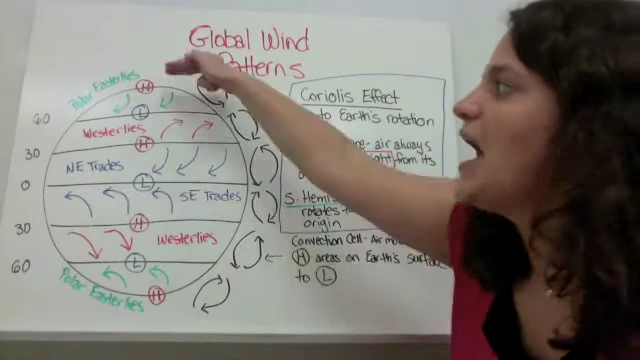 Global Wind
Patterns
Polar Easterlies
H
60
L
Westerlies
30
H
NE Trades
0
L
SE Trades
30
H
Westerlies
60
L
Polar Easterlies
H
Coriolis Effect
to Earth's rotation
air always
right from its
S. Hemi
rotates
origin
Convection Cell - Air
H areas on Earth's
to L